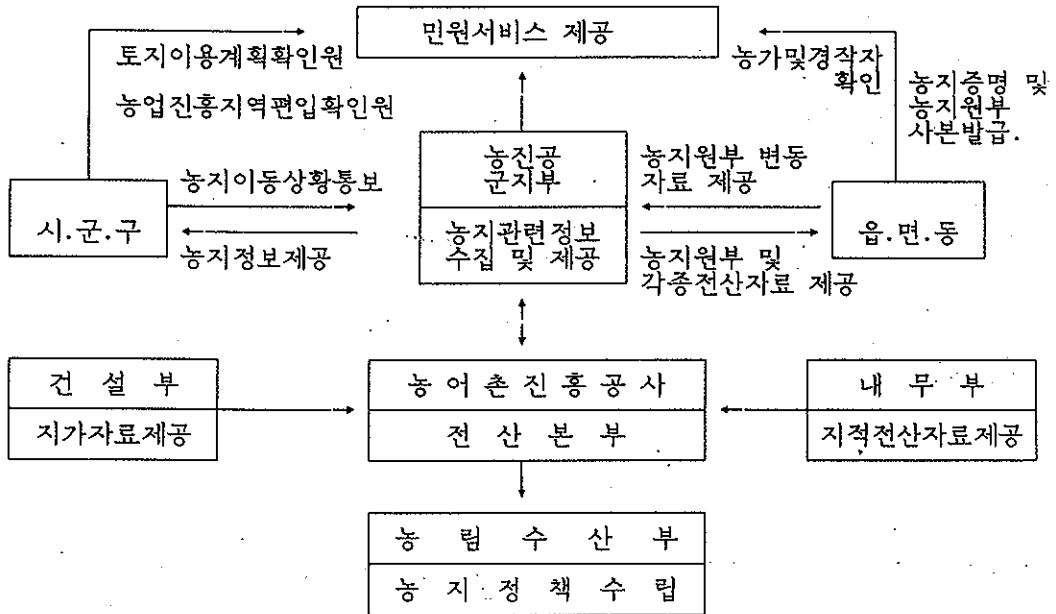 민원서비스 제공
토지이용계획확인원
농업진흥지역편입확인원
농가및경작자
확인
농지증명 및
농지원부
사본발급.
시.군.구
농지이동상황통보
농지정보제공
농진공
군지부
농지관련정보
수집 및 제공
농지원부 변동
자료 제공
농지원부 및
각종전산자료 제공
읍.면.동
건 설 부
지가자료제공
농 어 촌 진 흥 공 사
전 산 본 부
내 무 부
지적전산자료제공
농 림 수 산 부
농 지 정 책 수 립